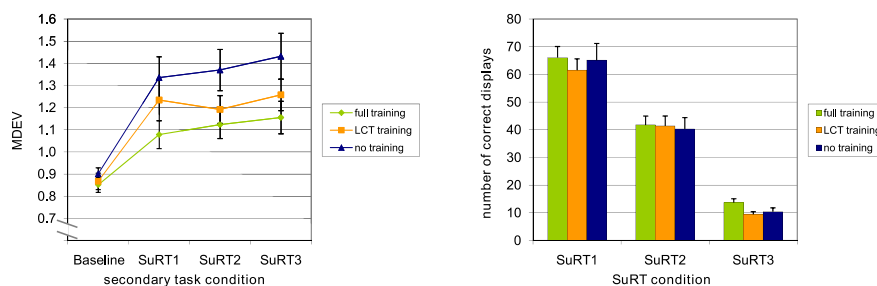 1.6
1.5
1.4
1.3
1.2
1.1
1.0
0.9
0.8
0.7
MDEV
Baseline SuRT1 SuRT2 SuRT3
secondary task condition
full training
LCT training
no training
80
70
60
50
40
30
20
10
0
number of correct displays
SuRT1 SuRT2 SuRT3
SuRT condition
full training
LCT training
no training